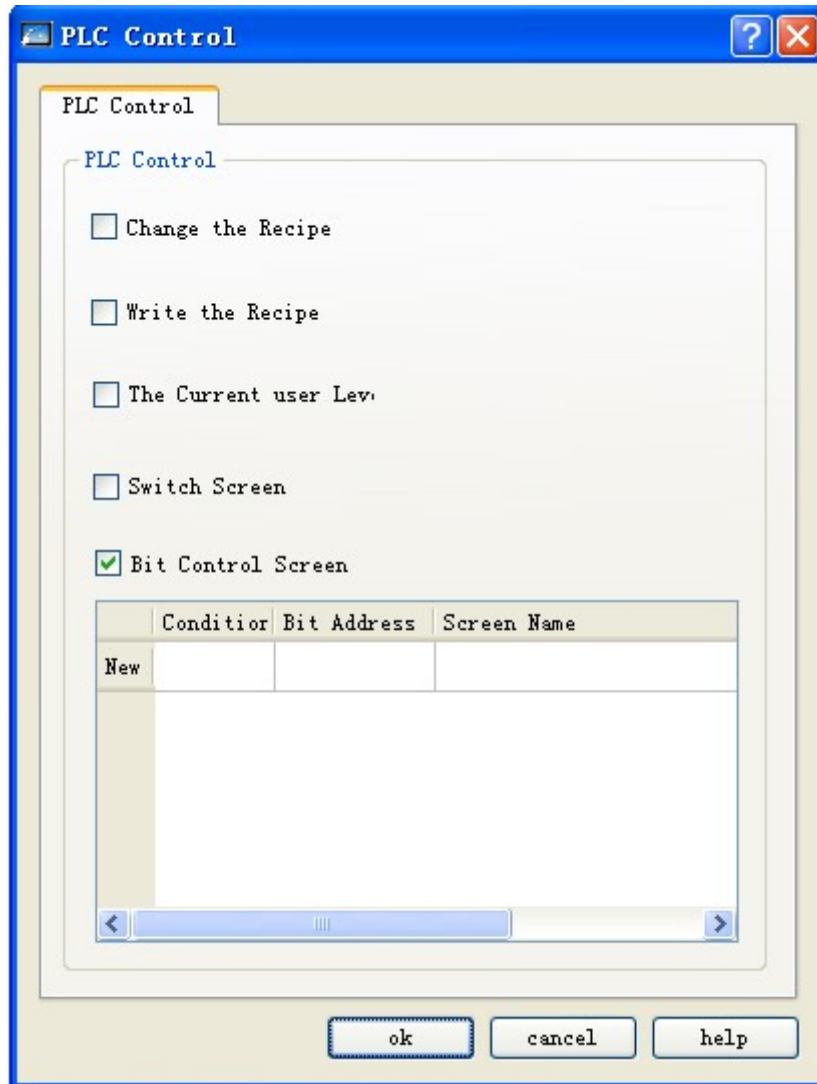 PLC Control
PLC Control
PLC Control
Change the Recipe
Write the Recipe
The Current user Lev
Switch Screen
Bit Control Screen
Condition Bit Address Screen Name
New
ok cancel help